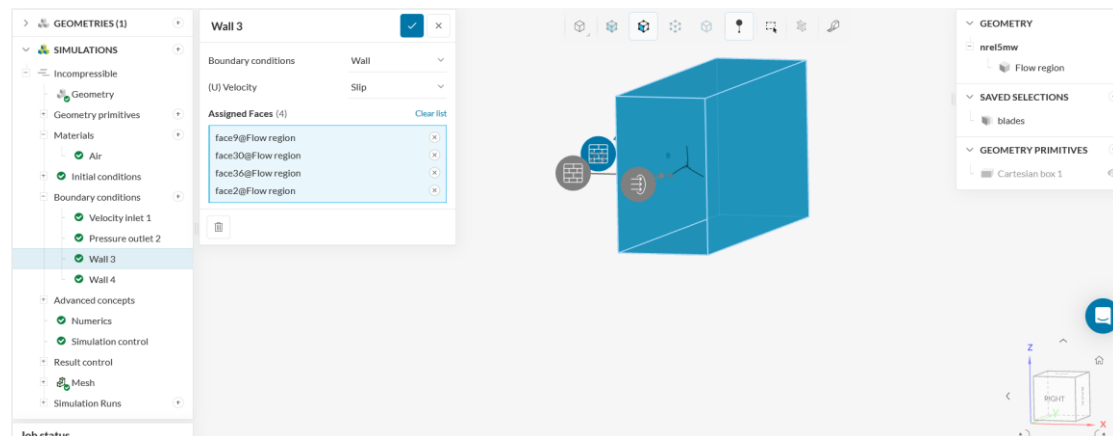 GEOMETRIES (1)
SIMULATIONS
Incompressible
Geometry
Geometry primitives
Materials
Air
Initial conditions
Boundary conditions
Velocity inlet 1
Pressure outlet 2
Wall 3
Wall 4
Advanced concepts
Numerics
Simulation control
Result control
Mesh
Simulation Runs
Job status
Wall 3
Boundary conditions Wall
(U) Velocity Slip
Assigned Faces (4) Clear list
face9@Flow region
face30@Flow region
face36@Flow region
face2@Flow region
GEOMETRY
nrel5mw
Flow region
SAVED SELECTIONS
blades
GEOMETRY PRIMITIVES
Cartesian box 1
Z
RIGHT
Y
X